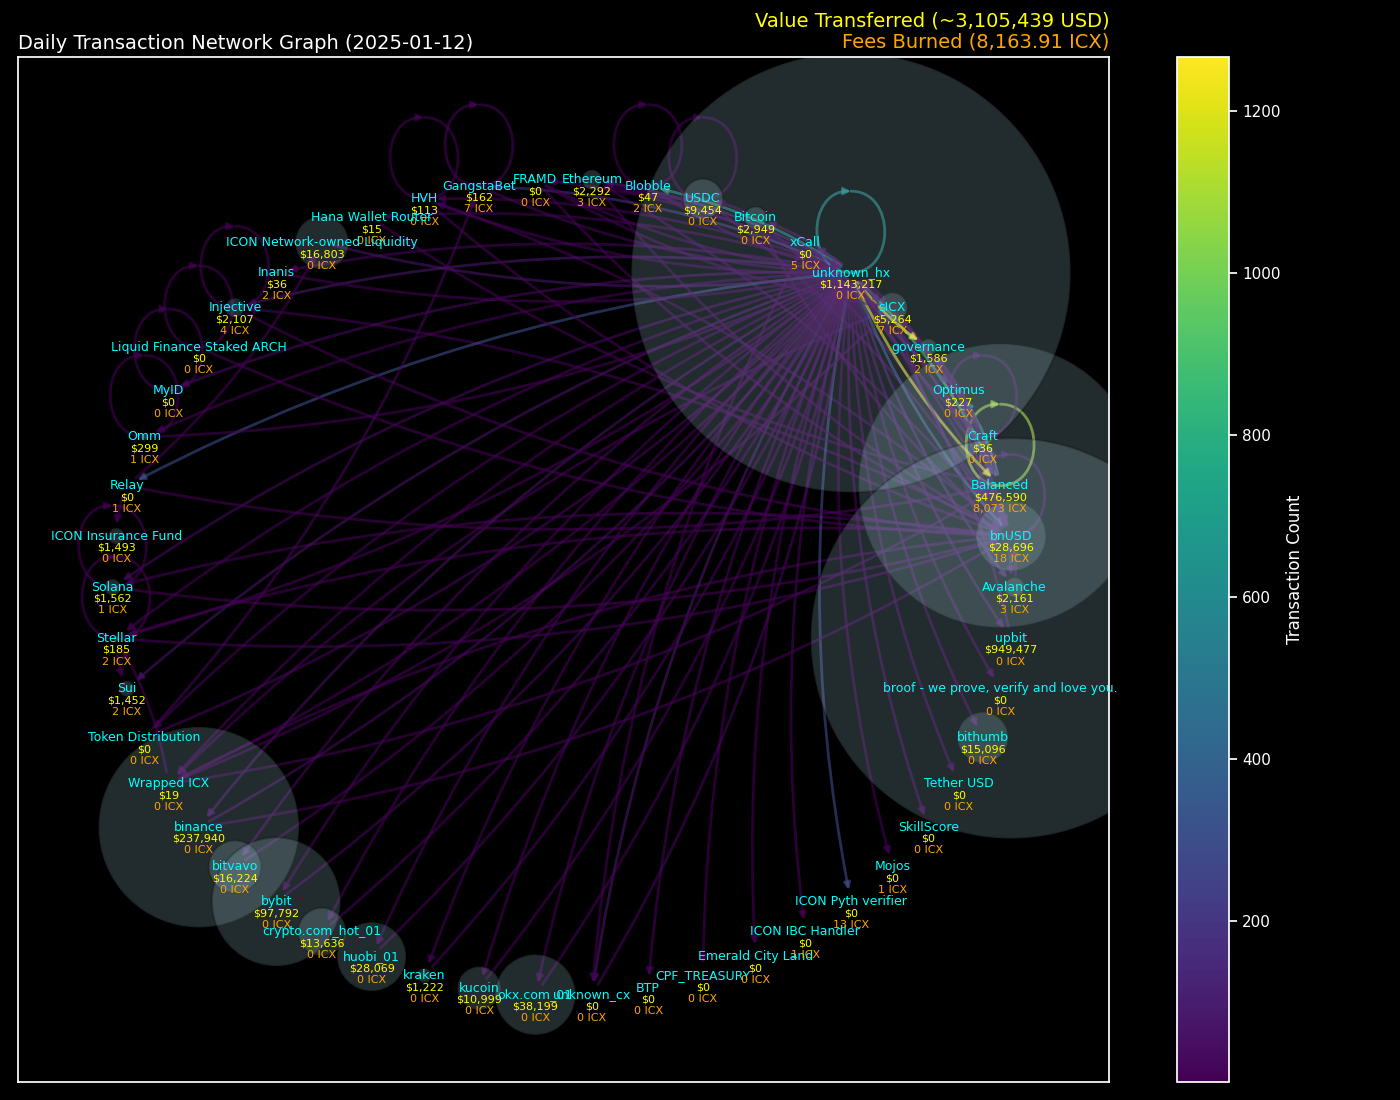 Value Transferred (~3,105,439 USD)
Daily Transaction Network Graph (2025-01-12)
Fees Burned (8,163.91 ICX)
FRAMD
$0
0 ICX
Ethereum
$2,292
3 ICX
GangstaBet
$162
7 ICX
Blobble
$47
2 ICX
HVH
$113
0 ICX
USDC
$9,454
0 ICX
Hana Wallet Router
$15
0 ICX
Bitcoin
$2,949
0 ICX
ICON Network-owned Liquidity
$16,803
0 ICX
xCall
$0
5 ICX
Inanis
$36
2 ICX
unknown_hx
$1,143,217
0 ICX
Injective
$2,107
4 ICX
sICX
$5,264
7 ICX
Liquid Finance Staked ARCH
$0
0 ICX
governance
$1,586
2 ICX
MyID
$0
0 ICX
Optimus
$227
0 ICX
Omm
$299
1 ICX
Craft
$36
0 ICX
Relay
$0
1 ICX
Balanced
$476,590
8,073 ICX
ICON Insurance Fund
$1,493
0 ICX
bnUSD
$28,696
18 ICX
Solana
$1,562
1 ICX
Avalanche
$2,161
3 ICX
Stellar
$185
2 ICX
upbit
$949,477
0 ICX
Sui
$1,452
2 ICX
broof - we prove, verify and love you.
$0
0 ICX
Token Distribution
$0
0 ICX
bithumb
$15,096
0 ICX
Wrapped ICX
$19
0 ICX
Tether USD
$0
0 ICX
binance
$237,940
0 ICX
SkillScore
$0
0 ICX
bitvavo
$16,224
0 ICX
Mojos
$0
1 ICX
bybit
$97,792
0 ICX
ICON Pyth verifier
$0
13 ICX
crypto.com_hot_01
$13,636
0 ICX
ICON IBC Handler
$0
1 ICX
huobi_01
$28,069
0 ICX
Emerald City Land
$0
0 ICX
kraken
$1,222
0 ICX
CPF_TREASURY
$0
0 ICX
kucoin
$10,999
0 ICX
BTP
$0
0 ICX
okx.com_01
$38,199
0 ICX
unknown_cx
$0
0 ICX
1200
1000
800
600
400
200
Transaction Count